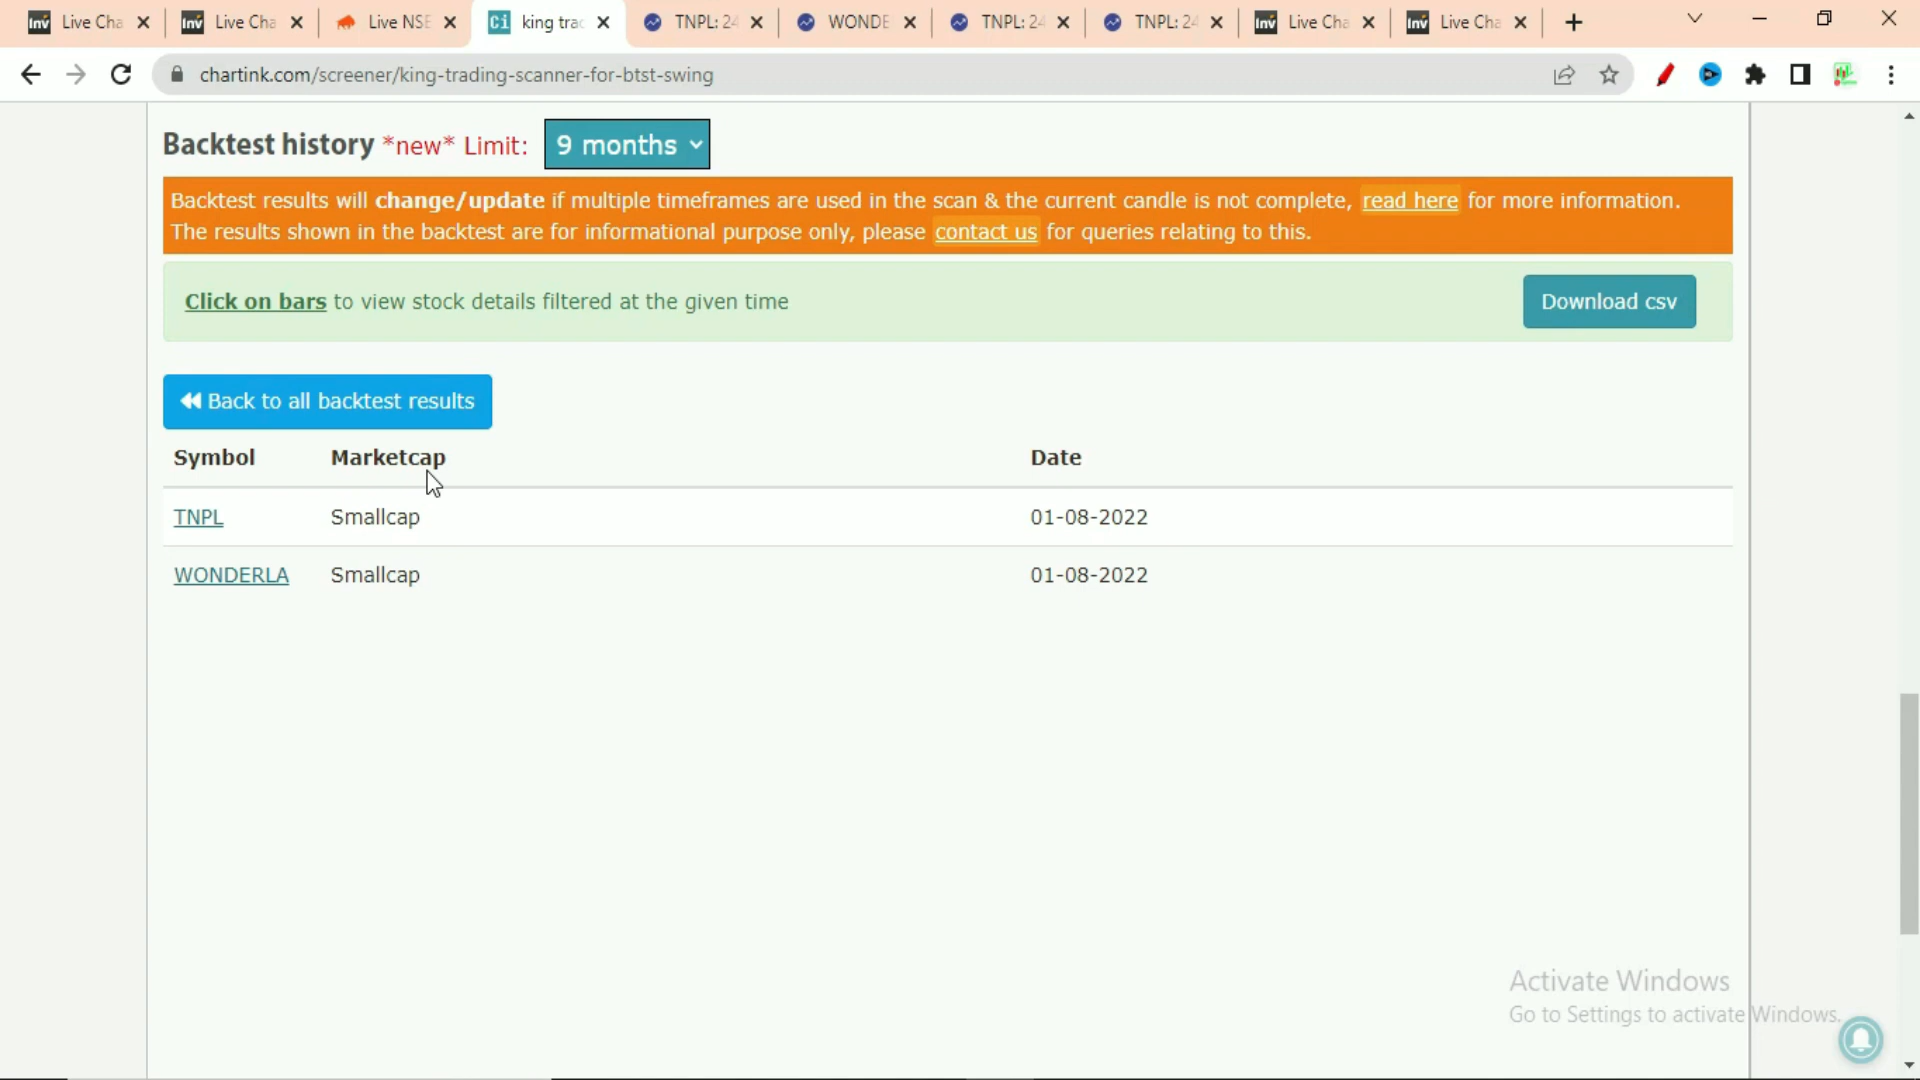 Live Cha
Live Cha
Live NSE
Ci king trad
TNPL: 24
WONDE
TNPL: 24
TNPL: 24
Inv Live Cha
Inv Live Cha
chartink.com/screener/king-trading-scanner-for-btst-swing
Backtest history *new* Limit: 9 months
Backtest results will change/update if multiple timeframes are used in the scan & the current candle is not complete, read here for more information.
The results shown in the backtest are for informational purpose only, please contact us for queries relating to this.
Click on bars to view stock details filtered at the given time
Download csv
Back to all backtest results
Symbol Marketcap Date
TNPL Smallcap 01-08-2022
WONDERLA Smallcap 01-08-2022
Activate Windows
Go to Settings to activate Windows.